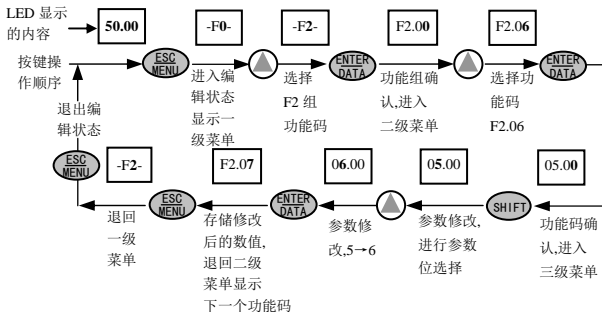 LED 显示
的内容
50.00
-F0-
-F2-
F2.00
F2.06
按键操
作顺序
ESC
MENU
进入编
辑状态
显示一
级菜单
选择
F2 组
功能码
ENTER
DATA
功能组确
认,进入
二级菜单
选择功
能码
F2.06
ENTER
DATA
退出编
辑状态
ESC
MENU
-F2-
F2.07
06.00
05.00
05.00
退回
一级
菜单
ESC
MENU
存储修改
后的数值,
退回二级
菜单显示
下一个功能码
ENTER
DATA
参数修
改,5→6
参数修改,
进行参数
位选择
SHIFT
功能码确
认,进入
三级菜单